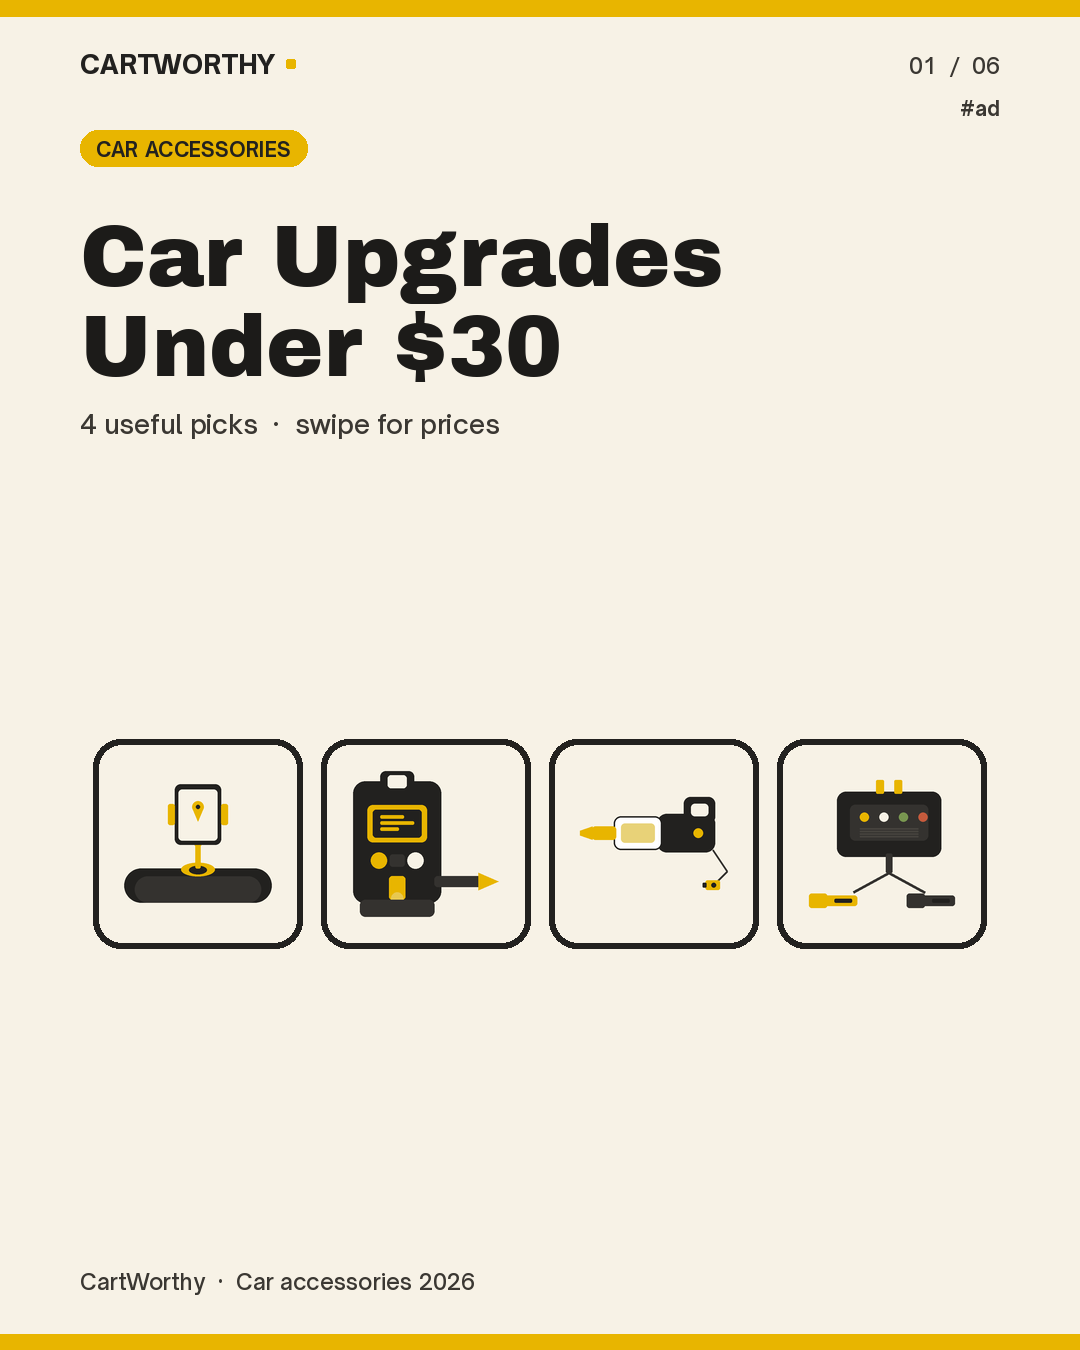 CARTWORTHY
01 / 06
#ad
CAR ACCESSORIES
Car Upgrades
Under $30
4 useful picks · swipe for prices
CartWorthy · Car accessories 2026